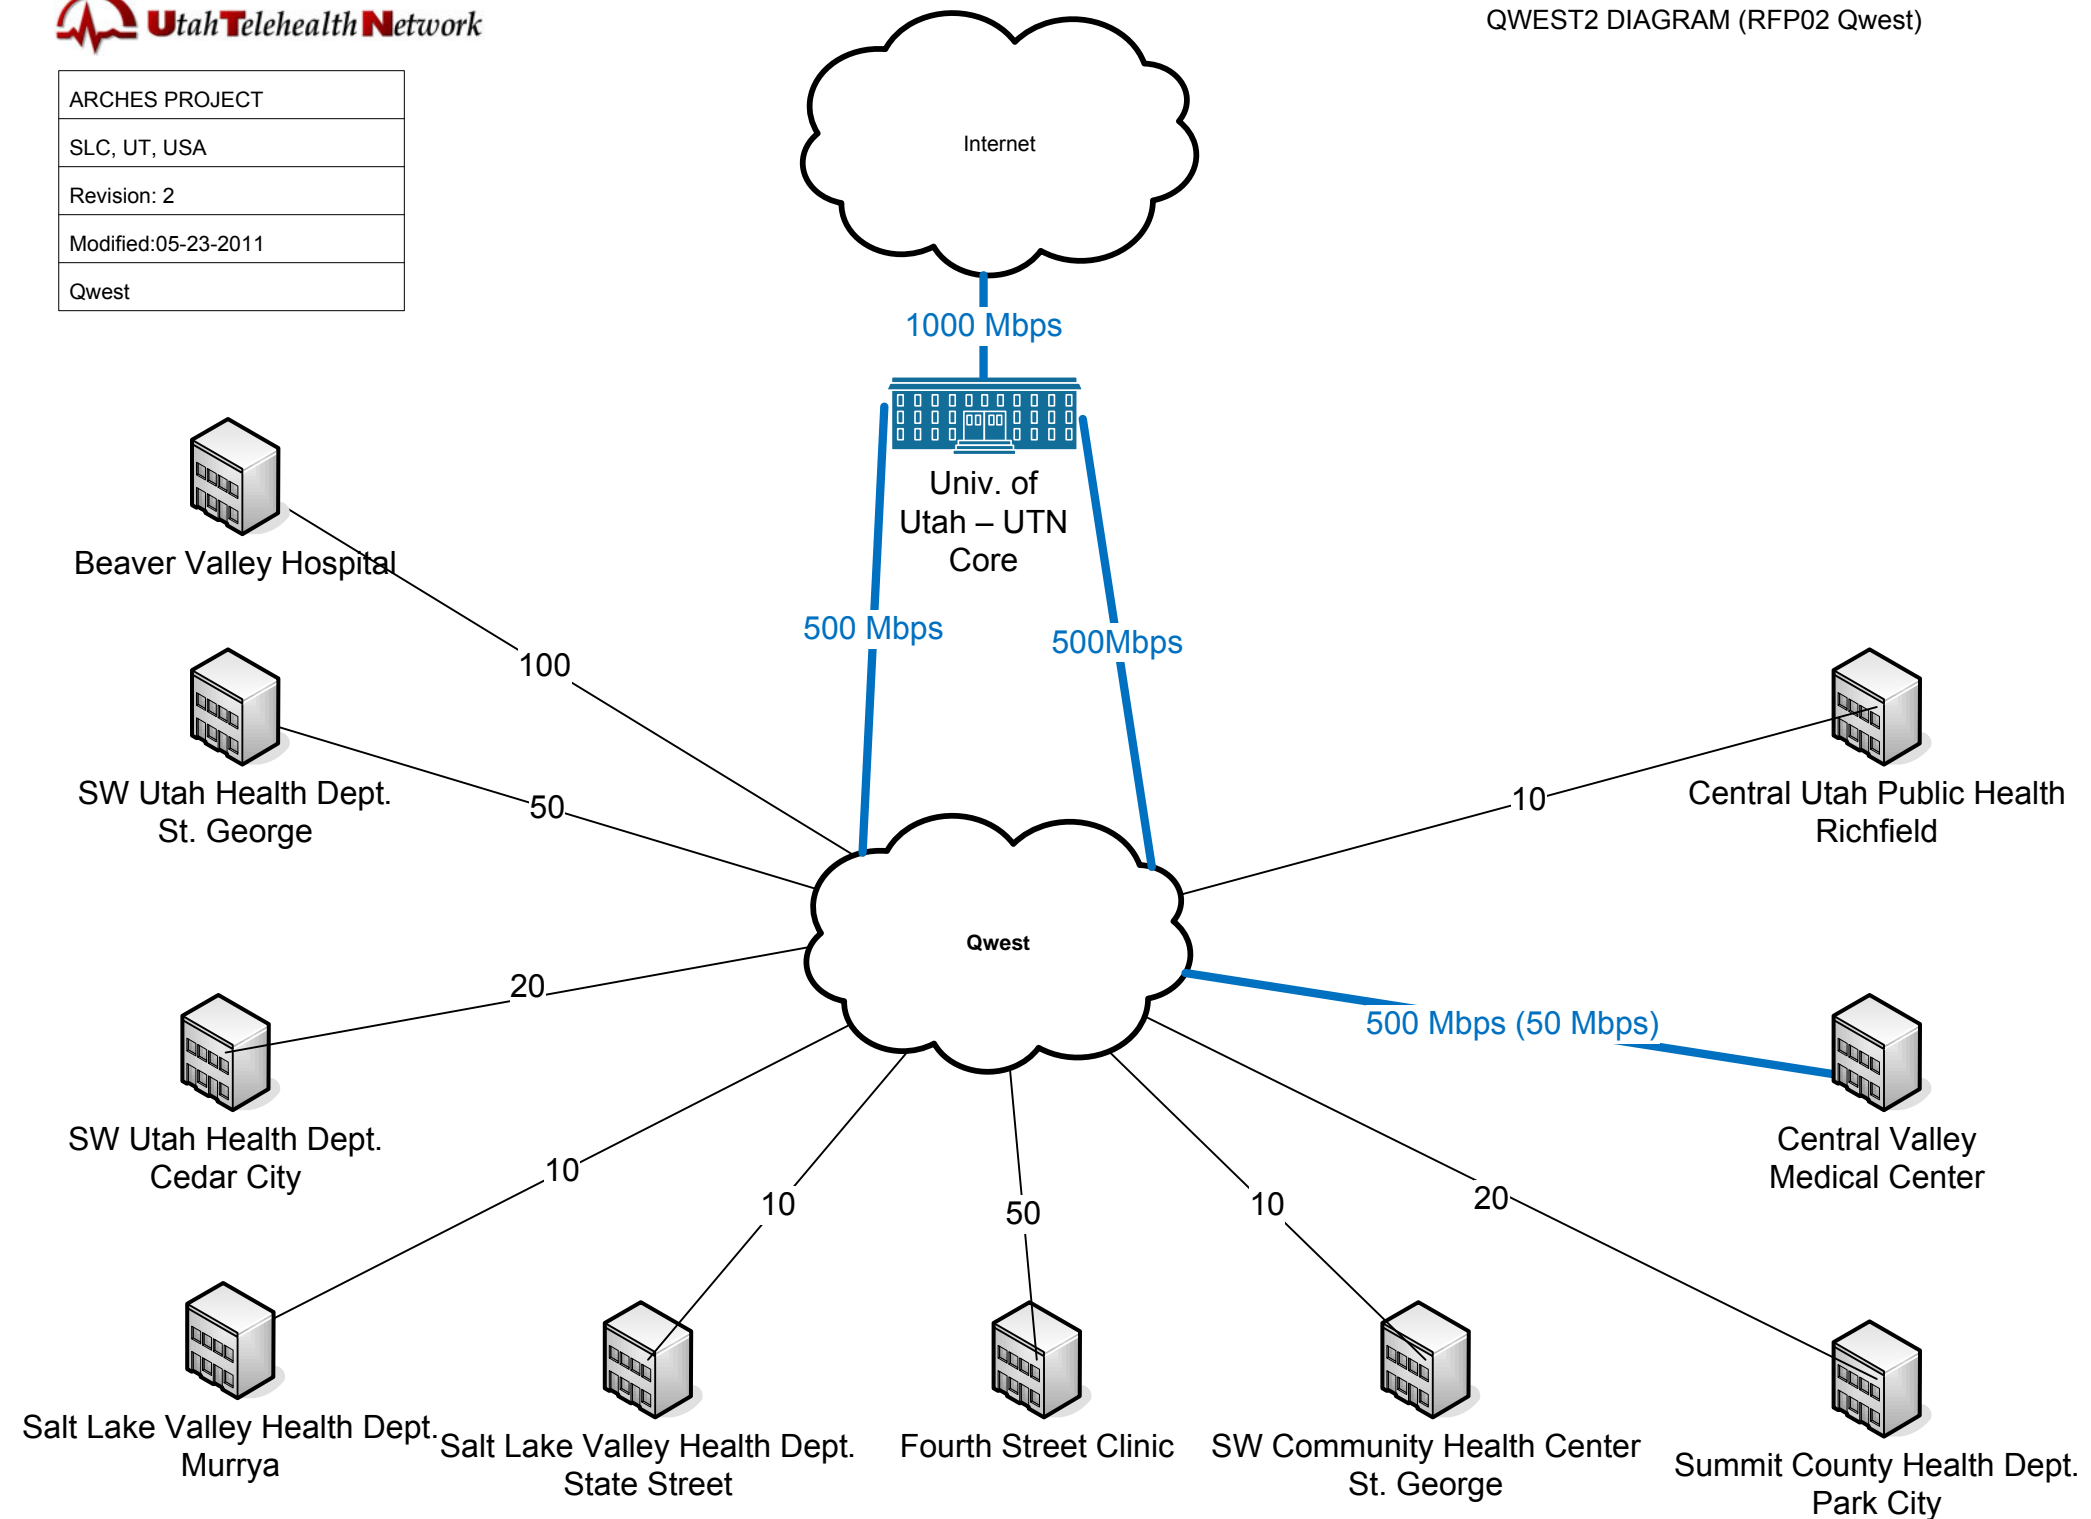 Utah Telehealth Network
QWEST2 DIAGRAM (RFP02 Qwest)
ARCHES PROJECT
SLC, UT, USA
Revision: 2
Modified:05-23-2011
Qwest
Internet
1000 Mbps
Univ. of
Utah – UTN
Core
Beaver Valley Hospital
500 Mbps
500Mbps
100
SW Utah Health Dept.
St. George
50
10
Central Utah Public Health
Richfield
Qwest
20
500 Mbps (50 Mbps)
SW Utah Health Dept.
Cedar City
Central Valley
Medical Center
10
10
50
10
20
Salt Lake Valley Health Dept.
Murrya
Salt Lake Valley Health Dept.
State Street
Fourth Street Clinic
SW Community Health Center
St. George
Summit County Health Dept.
Park City